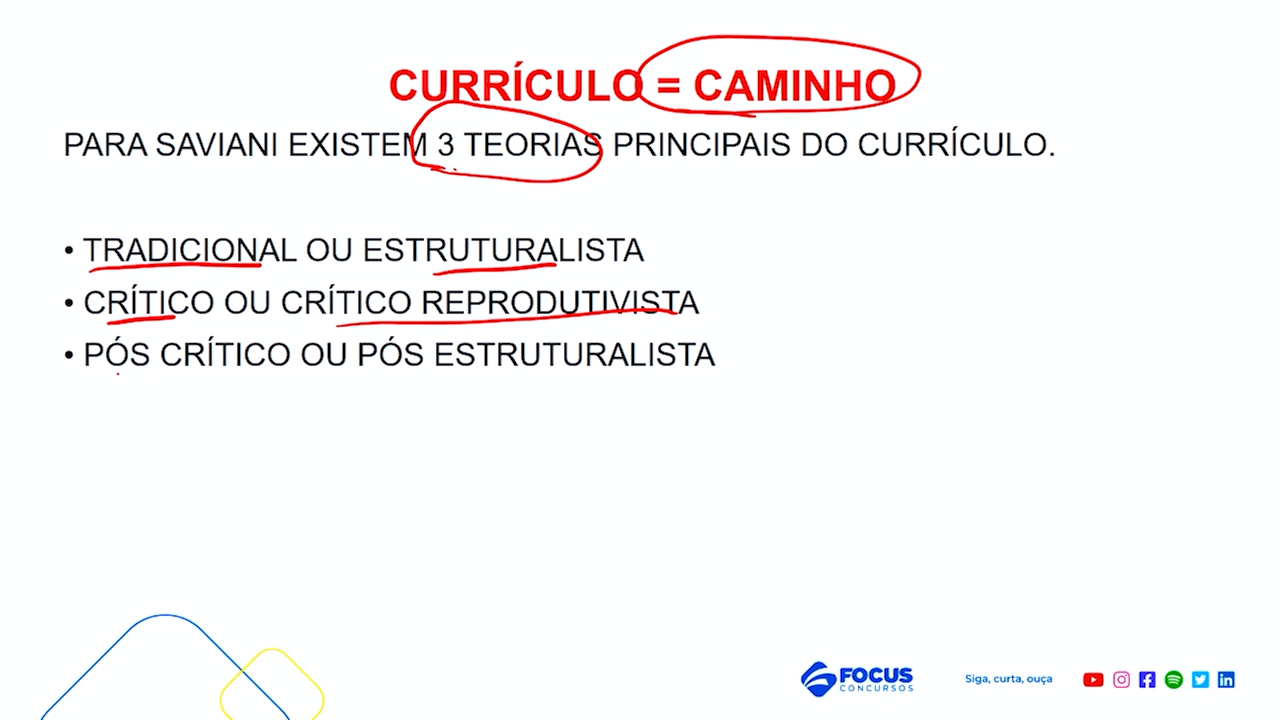 CURRÍCULO = CAMINHO
PARA SAVIANI EXISTEM 3 TEORIAS PRINCIPAIS DO CURRÍCULO.
• TRADICIONAL OU ESTRUTURALISTA
• CRÍTICO OU CRÍTICO REPRODUTIVISTA
• PÓS CRÍTICO OU PÓS ESTRUTURALISTA
FOCUS
CONCURSOS
Siga, curta, ouça